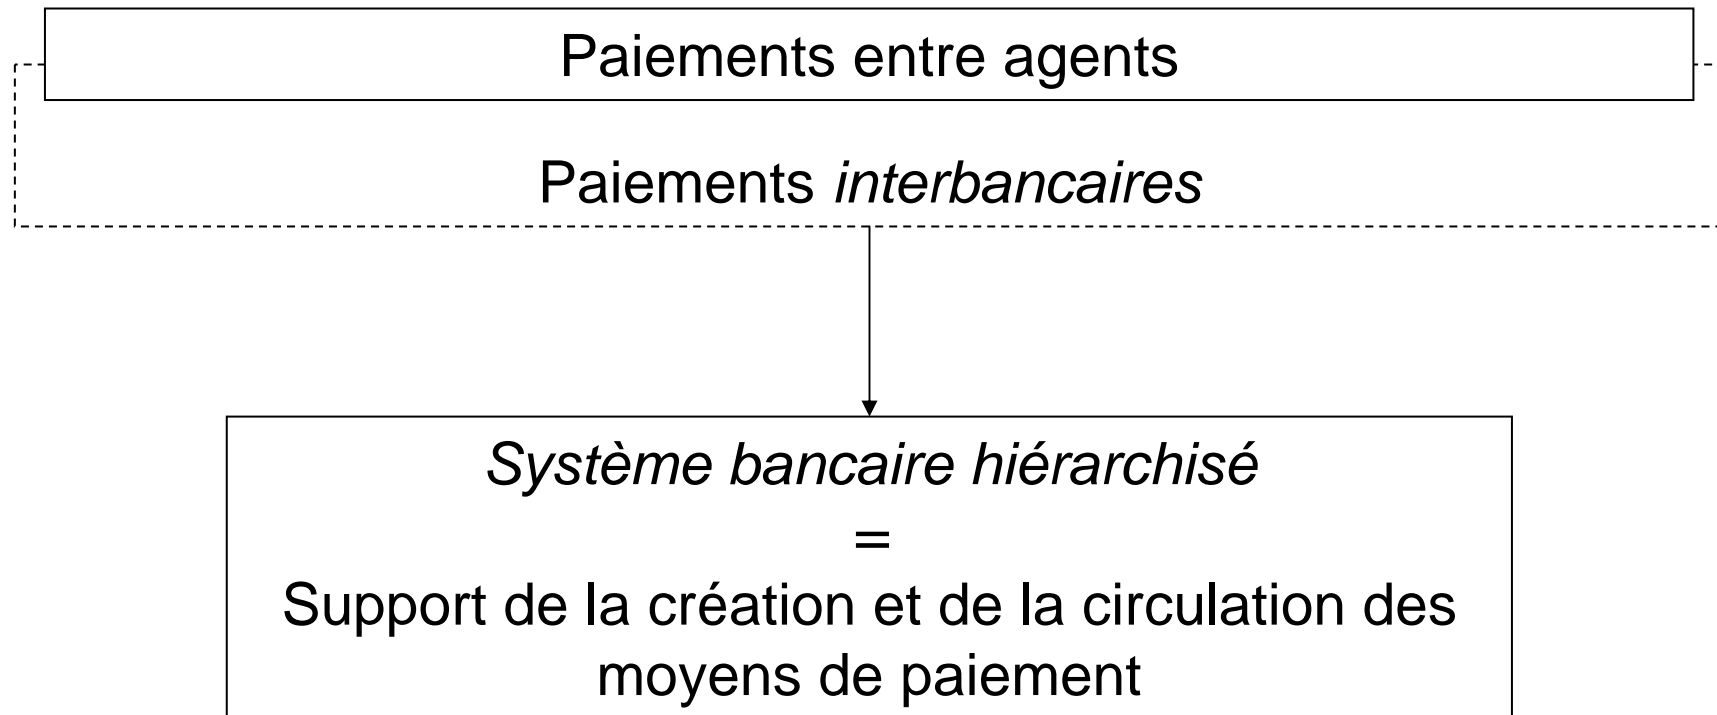 Paiements entre agents
Paiements interbancaires
Système bancaire hiérarchisé
=
Support de la création et de la circulation des
moyens de paiement